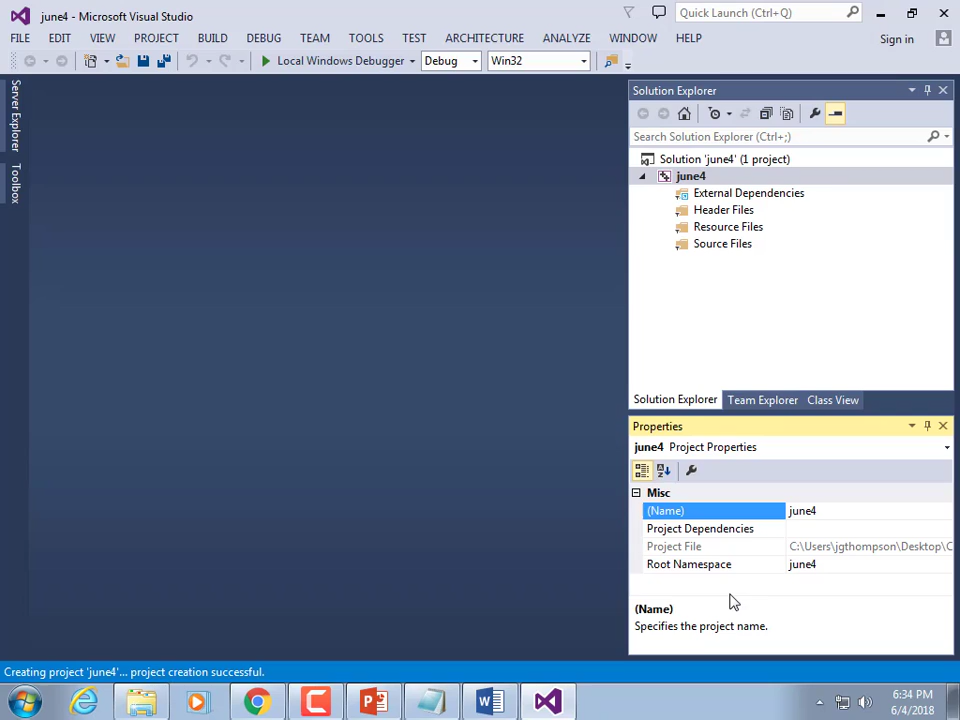 june4 - Microsoft Visual Studio
Quick Launch (Ctrl+Q)
FILE EDIT VIEW PROJECT BUILD DEBUG TEAM TOOLS TEST ARCHITECTURE ANALYZE WINDOW HELP
Sign in
Local Windows Debugger Debug Win32
Server Explorer
Toolbox
Solution Explorer
Search Solution Explorer (Ctrl+;)
Solution 'june4' (1 project)
june4
External Dependencies
Header Files
Resource Files
Source Files
Solution Explorer Team Explorer Class View
Properties
june4 Project Properties
Misc
(Name) june4
Project Dependencies
Project File C:\Users\jgthompson\Desktop\C
Root Namespace june4
(Name)
Specifies the project name.
Creating project 'june4'... project creation successful.
6:34 PM
6/4/2018